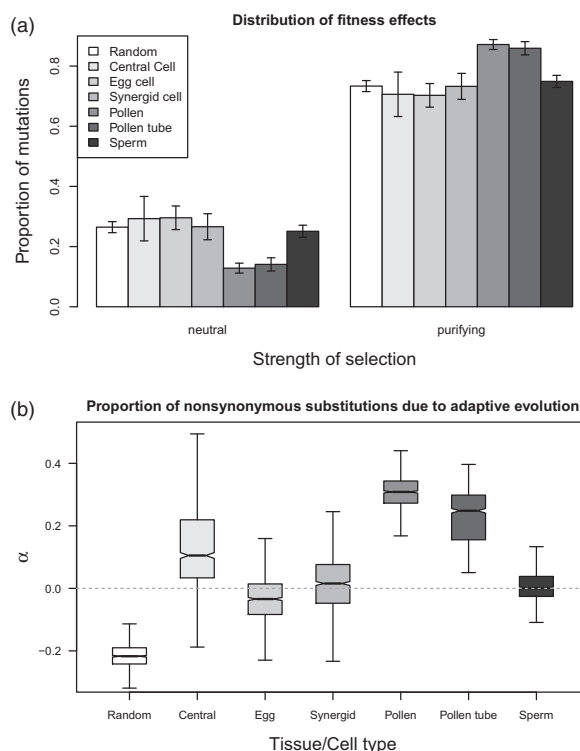 (a)
Distribution of fitness effects
Random
Central Cell
Egg cell
Synergid cell
Pollen
Pollen tube
Sperm
Proportion of mutations
0.0 0.2 0.4 0.6 0.8
neutral purifying
Strength of selection
(b)
Proportion of nonsynonymous substitutions due to adaptive evolution
α
0.4
0.2
0.0
−0.2
Random Central Egg Synergid Pollen Pollen tube Sperm
Tissue/Cell type